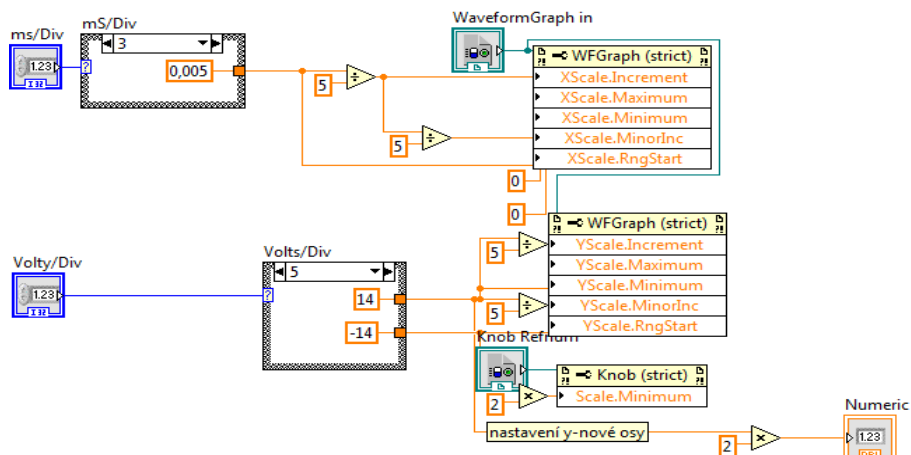 WaveformGraph in
ms/Div
mS/Div
3
1.23
I 32
?
0,005
5
÷
WFGraph (strict)
XScale.Increment
XScale.Maximum
XScale.Minimum
XScale.MinorInc
XScale.RngStart
5
÷
0
0
WFGraph (strict)
YScale.Increment
YScale.Maximum
YScale.Minimum
YScale.MinorInc
YScale.RngStart
Volty/Div
Volts/Div
5
1.23
I 32
?
14
-14
5
÷
5
÷
Knob Refnum
Knob (strict)
Scale.Minimum
2
×
nastavení y-nové osy
2
×
Numeric
1.23